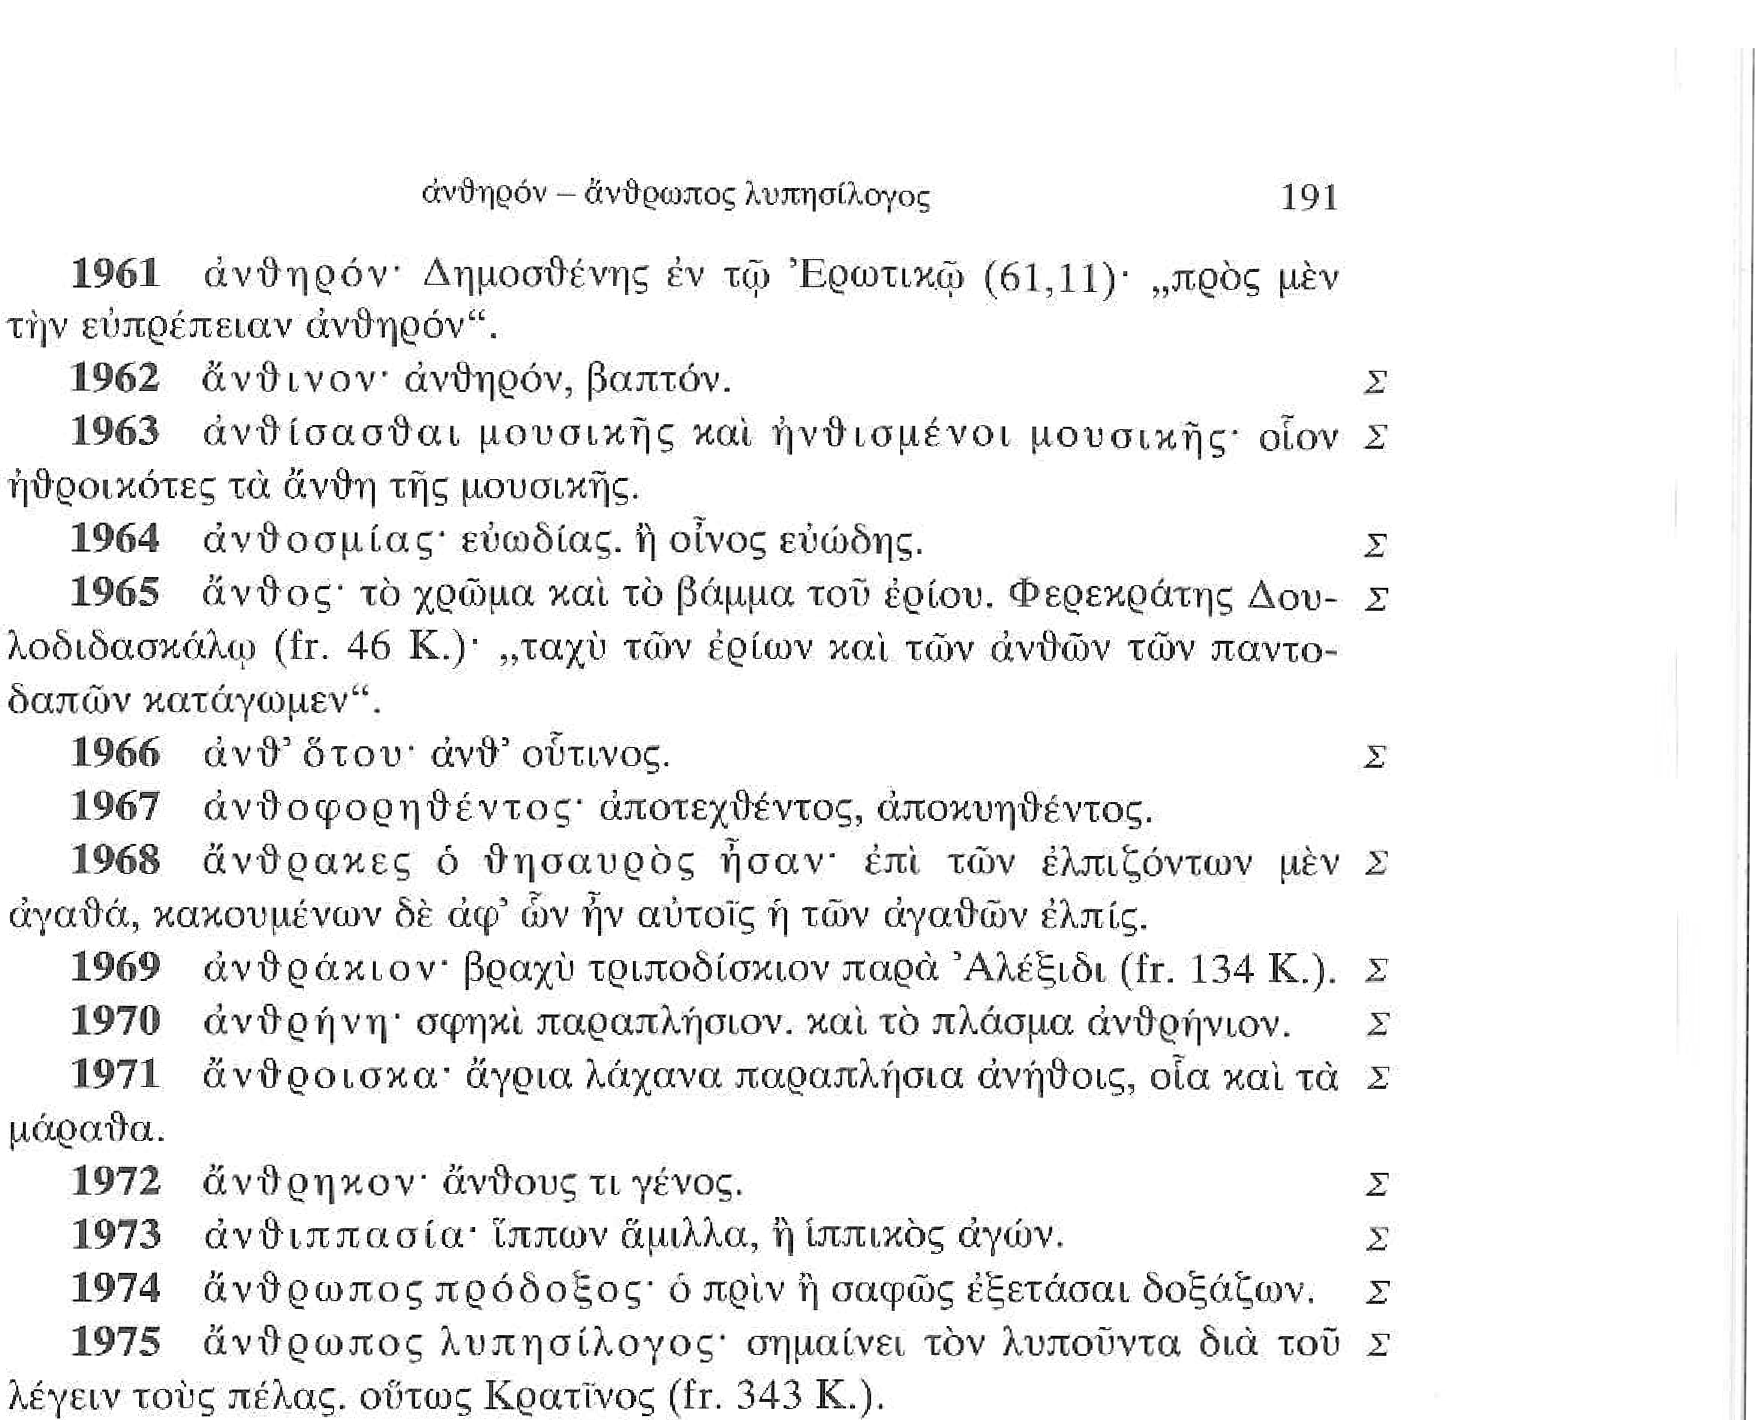 ἀνθηρόν – ἄνθρωπος λυπησίλογος 191
1961 ἀνθηρόν· Δημοσθένης ἐν τῷ Ἐρωτικῷ (61,11)· „πρὸς μὲν
τὴν εὐπρέπειαν ἀνθηρόν“.
1962 ἄνθινον· ἀνθηρόν, βαπτόν. Σ
1963 ἀνθίσασθαι μουσικῆς καὶ ἠνθισμένοι μουσικῆς· οἷον Σ
ἠθροικότες τὰ ἄνθη τῆς μουσικῆς.
1964 ἀνθοσμίας· εὐωδίας. ἢ οἶνος εὐώδης. Σ
1965 ἄνθος· τὸ χρῶμα καὶ τὸ βάμμα τοῦ ἐρίου. Φερεκράτης Δου- Σ
λοδιδασκάλῳ (fr. 46 K.)· „ταχὺ τῶν ἐρίων καὶ τῶν ἀνθῶν τῶν παντο-
δαπῶν κατάγωμεν“.
1966 ἀνθ’ ὅτου· ἀνθ’ οὗτινος. Σ
1967 ἀνθοφορηθέντος· ἀποτεχθέντος, ἀποκυηθέντος.
1968 ἄνθρακες ὁ θησαυρὸς ἦσαν· ἐπὶ τῶν ἐλπιζόντων μὲν Σ
ἀγαθά, κακουμένων δὲ ἀφ’ ὧν ἦν αὐτοῖς ἡ τῶν ἀγαθῶν ἐλπίς.
1969 ἀνθράκιον· βραχὺ τριποδίσκιον παρὰ Ἀλέξιδι (fr. 134 K.). Σ
1970 ἀνθρήνη· σφηκὶ παραπλήσιον. καὶ τὸ πλάσμα ἀνθρήνιον. Σ
1971 ἄνθροισκα· ἄγρια λάχανα παραπλήσια ἀνήθοις, οἷα καὶ τὰ Σ
μάραθα.
1972 ἄνθρηκον· ἄνθους τι γένος. Σ
1973 ἀνθιππασία· ἵππων ἅμιλλα, ἢ ἱππικὸς ἀγών. Σ
1974 ἄνθρωπος πρόδοξος· ὁ πρὶν ἢ σαφῶς ἐξετάσαι δοξάζων. Σ
1975 ἄνθρωπος λυπησίλογος· σημαίνει τὸν λυποῦντα διὰ τοῦ Σ
λέγειν τοὺς πέλας. οὕτως Κρατῖνος (fr. 343 K.).